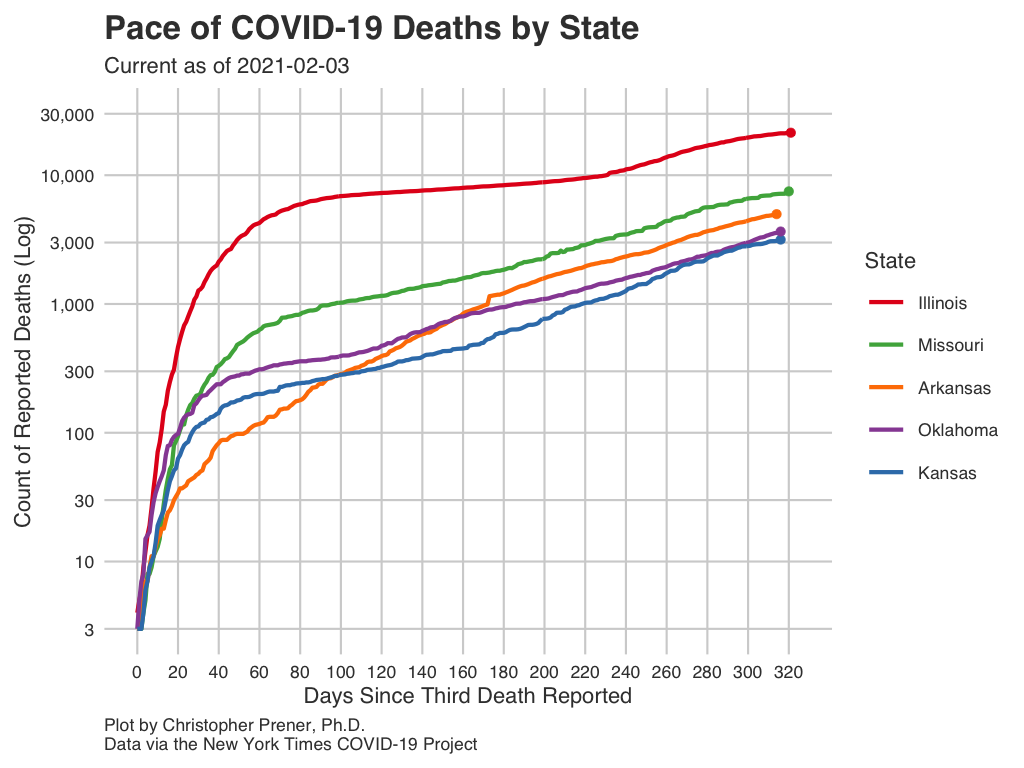 Pace of COVID-19 Deaths by State
Current as of 2021-02-03
Count of Reported Deaths (Log)
30,000
10,000
3,000
1,000
300
100
30
10
3
0 20 40 60 80 100 120 140 160 180 200 220 240 260 280 300 320
Days Since Third Death Reported
State
Illinois
Missouri
Arkansas
Oklahoma
Kansas
Plot by Christopher Prener, Ph.D.
Data via the New York Times COVID-19 Project